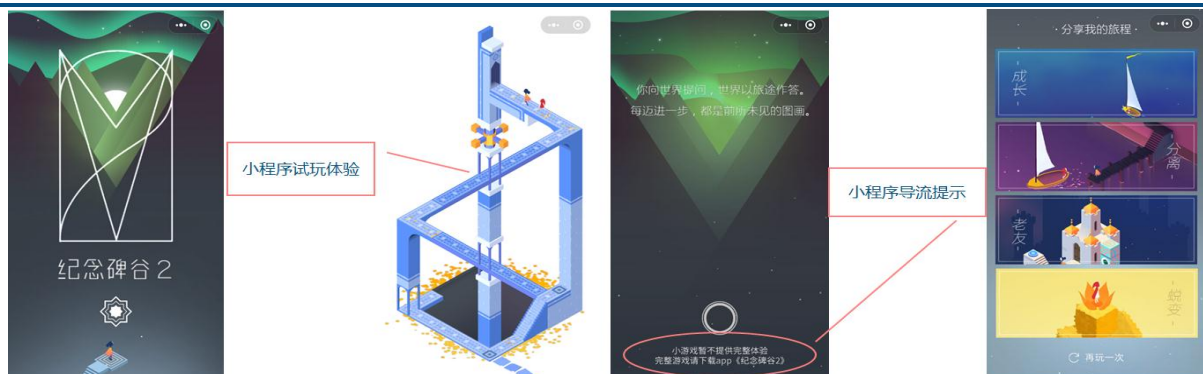 纪念碑谷2
小程序试玩体验
你向世界提问，世界以旅途作答。
每迈进一步，都是前所未见的图画。
小游戏暂不提供完整体验
完整游戏请下载app《纪念碑谷2》
小程序导流提示
·分享我的旅程·
-成长-
-分离-
-老友-
-蜕变-
再玩一次